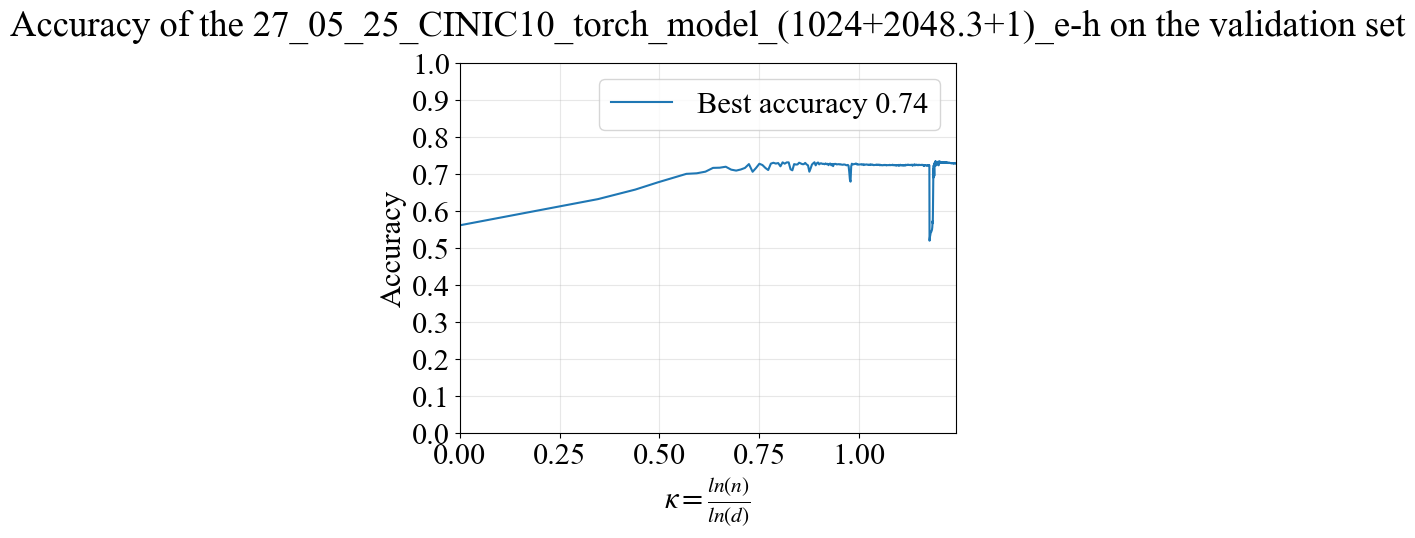 Accuracy of the 27_05_25_CINIC10_torch_model_(1024+2048.3+1)_e-h on the validation set
1.0
Best accuracy 0.74
0.9
0.8
0.7
0.6
0.5
0.4
0.3
0.2
0.1
0.0
Accuracy
0.00 0.25 0.50 0.75 1.00
κ = ln(n) / ln(d)